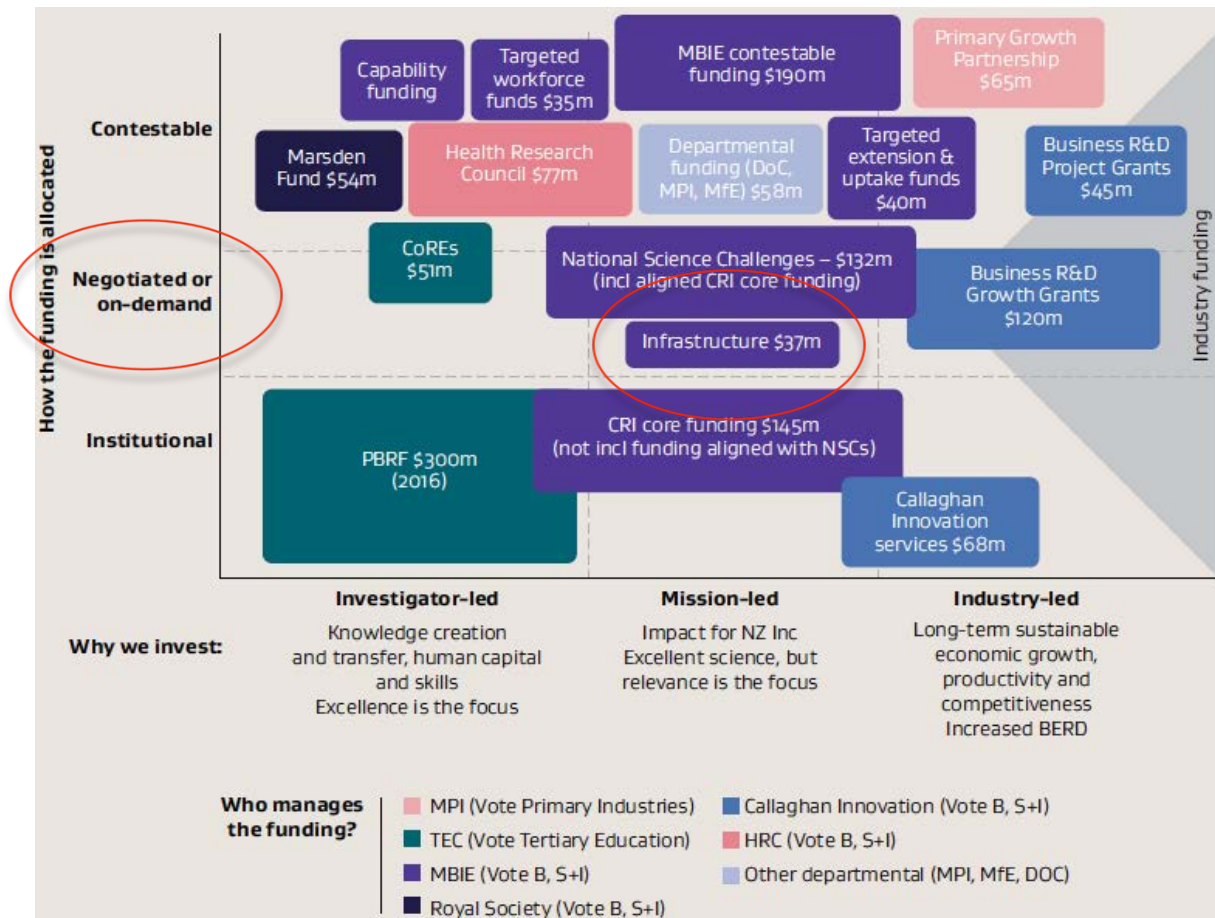 How the funding is allocated
Contestable
Negotiated or
on-demand
Institutional
Capability
funding
Targeted
workforce
funds $35m
MBIE contestable
funding $190m
Primary Growth
Partnership
$65m
Marsden
Fund $54m
Health Research
Council $77m
Departmental
funding (DoC,
MPI, MfE) $58m
Targeted
extension &
uptake funds
$40m
Business R&D
Project Grants
$45m
CoREs
$51m
National Science Challenges – $132m
(incl aligned CRI core funding)
Business R&D
Growth Grants
$120m
Infrastructure $37m
Industry funding
PBRF $300m
(2016)
CRI core funding $145m
(not incl funding aligned with NSCs)
Callaghan
Innovation
services $68m
Why we invest:
Investigator-led
Knowledge creation
and transfer, human capital
and skills
Excellence is the focus
Mission-led
Impact for NZ Inc
Excellent science, but
relevance is the focus
Industry-led
Long-term sustainable
economic growth,
productivity and
competitiveness
Increased BERD
Who manages
the funding?
MPI (Vote Primary Industries)
TEC (Vote Tertiary Education)
MBIE (Vote B, S+I)
Royal Society (Vote B, S+I)
Callaghan Innovation (Vote B, S+I)
HRC (Vote B, S+I)
Other departmental (MPI, MfE, DOC)